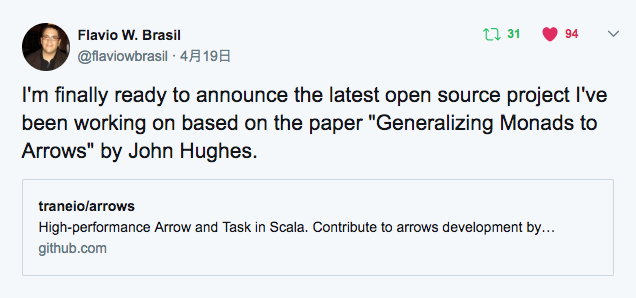 Flavio W. Brasil
31
94
@flaviowbrasil · 4月19日
I'm finally ready to announce the latest open source project I've
been working on based on the paper "Generalizing Monads to
Arrows" by John Hughes.
traneio/arrows
High-performance Arrow and Task in Scala. Contribute to arrows development by…
github.com